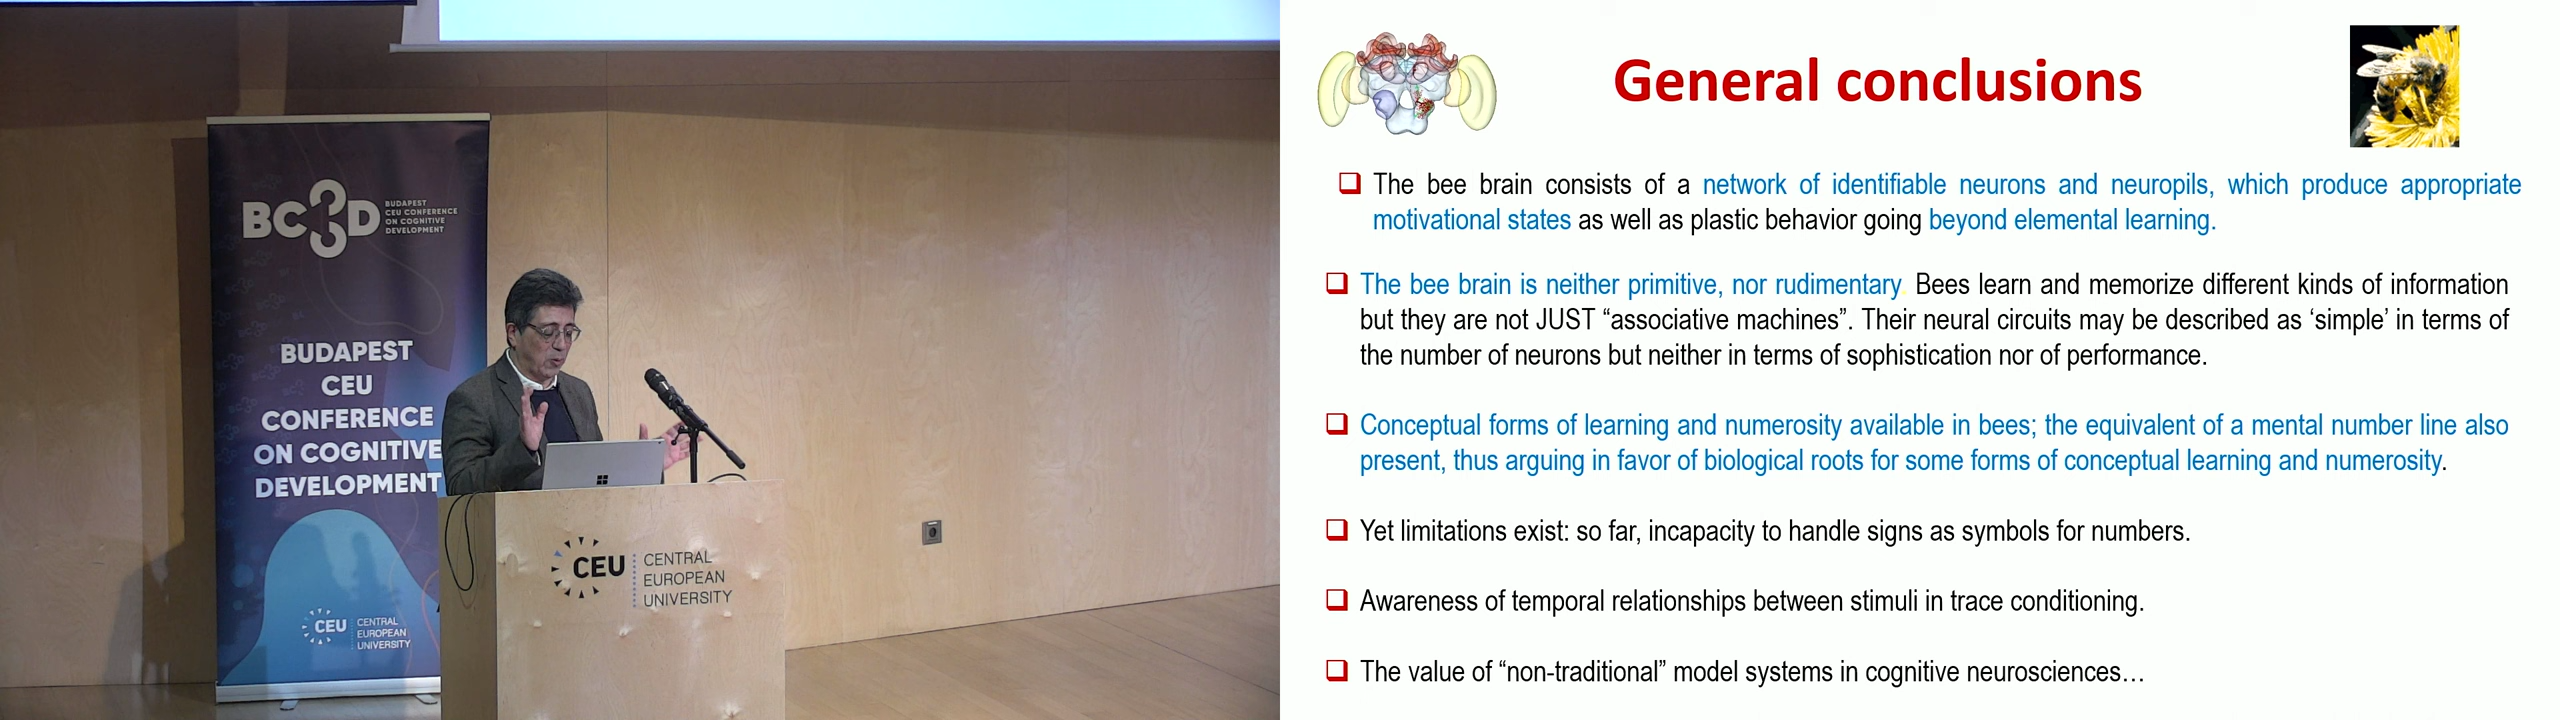 BC3D
BUDAPEST
CEU CONFERENCE
ON COGNITIVE
DEVELOPMENT
BUDAPEST
CEU
CONFERENCE
ON COGNITIVE
DEVELOPMENT
CEU
CENTRAL
EUROPEAN
UNIVERSITY
CEU
CENTRAL
EUROPEAN
UNIVERSITY
General conclusions
The bee brain consists of a network of identifiable neurons and neuropils, which produce appropriate
motivational states as well as plastic behavior going beyond elemental learning.
The bee brain is neither primitive, nor rudimentary. Bees learn and memorize different kinds of information
but they are not JUST “associative machines”. Their neural circuits may be described as ‘simple’ in terms of
the number of neurons but neither in terms of sophistication nor of performance.
Conceptual forms of learning and numerosity available in bees; the equivalent of a mental number line also
present, thus arguing in favor of biological roots for some forms of conceptual learning and numerosity.
Yet limitations exist: so far, incapacity to handle signs as symbols for numbers.
Awareness of temporal relationships between stimuli in trace conditioning.
The value of “non-traditional” model systems in cognitive neurosciences…